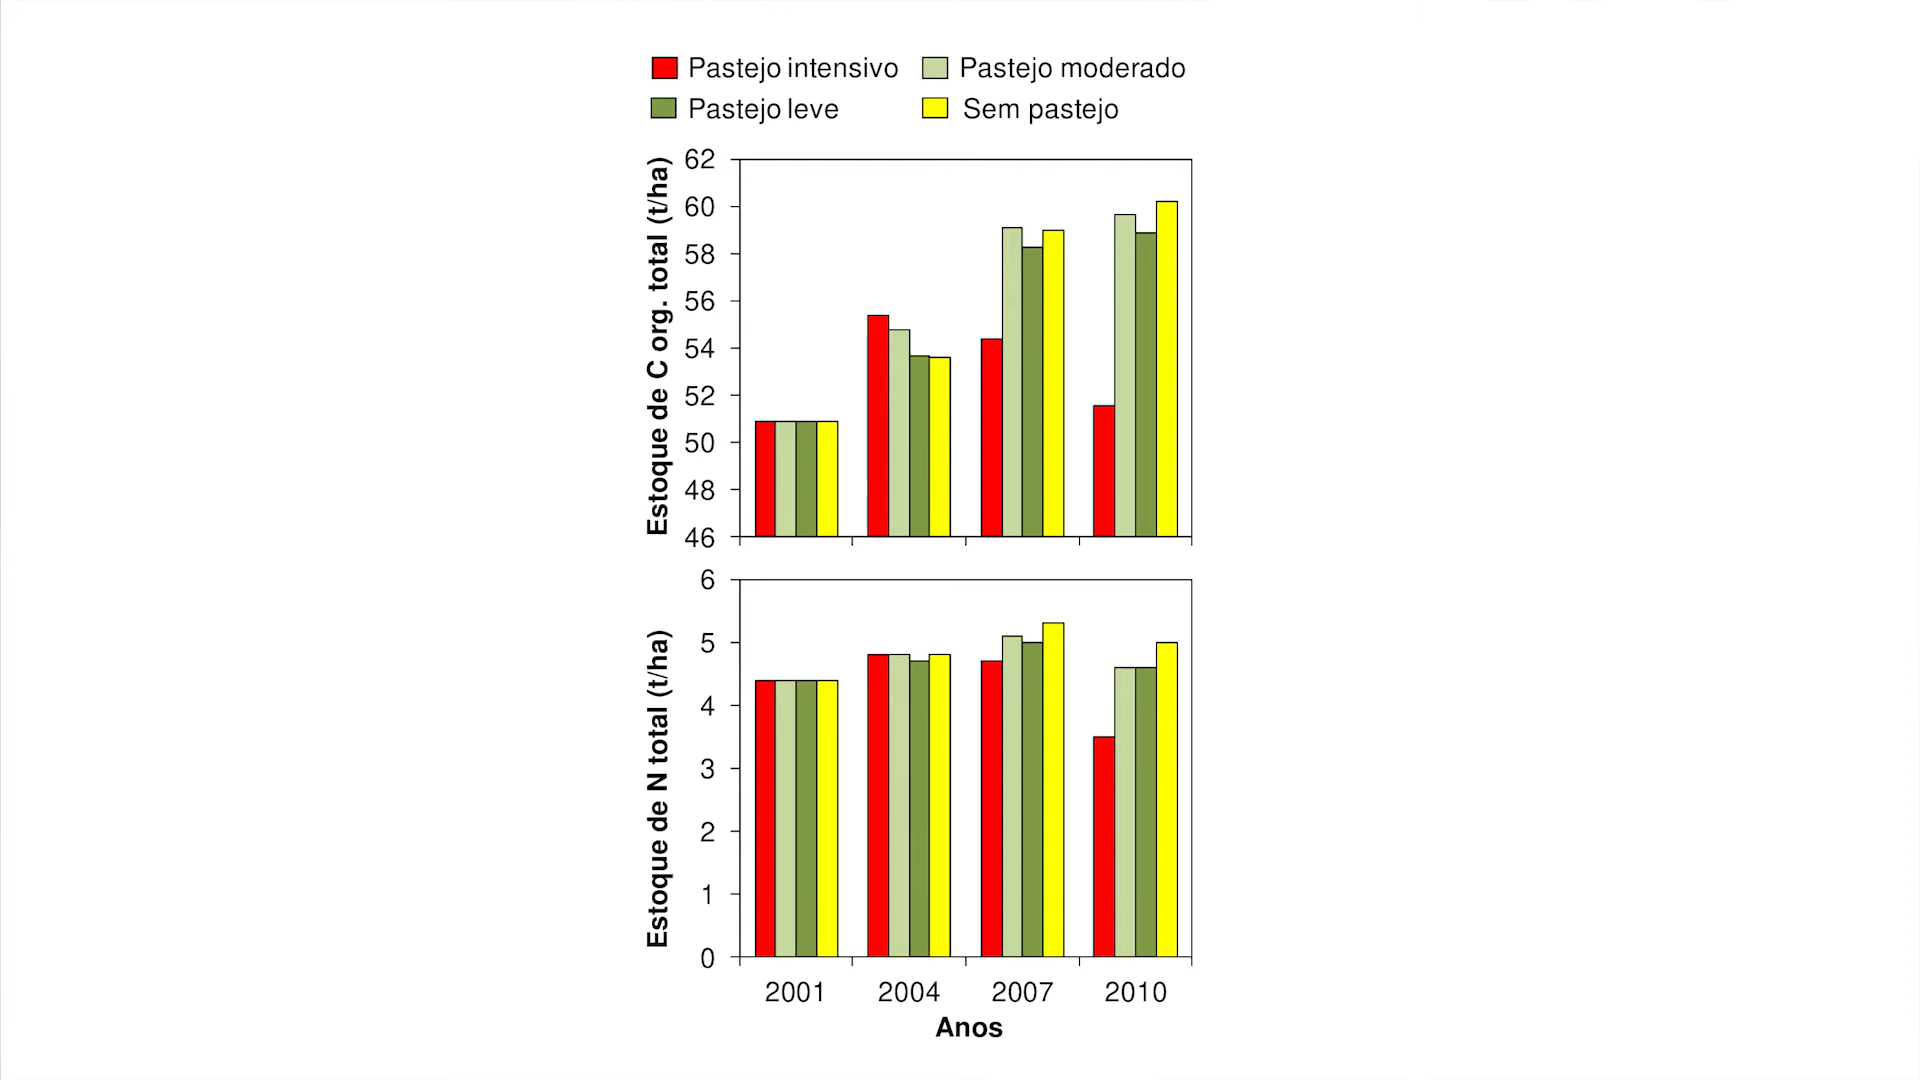 Pastejo intensivo Pastejo moderado
Pastejo leve Sem pastejo
Estoque de C org. total (t/ha)
62
60
58
56
54
52
50
48
46
Estoque de N total (t/ha)
6
5
4
3
2
1
0
2001 2004 2007 2010
Anos